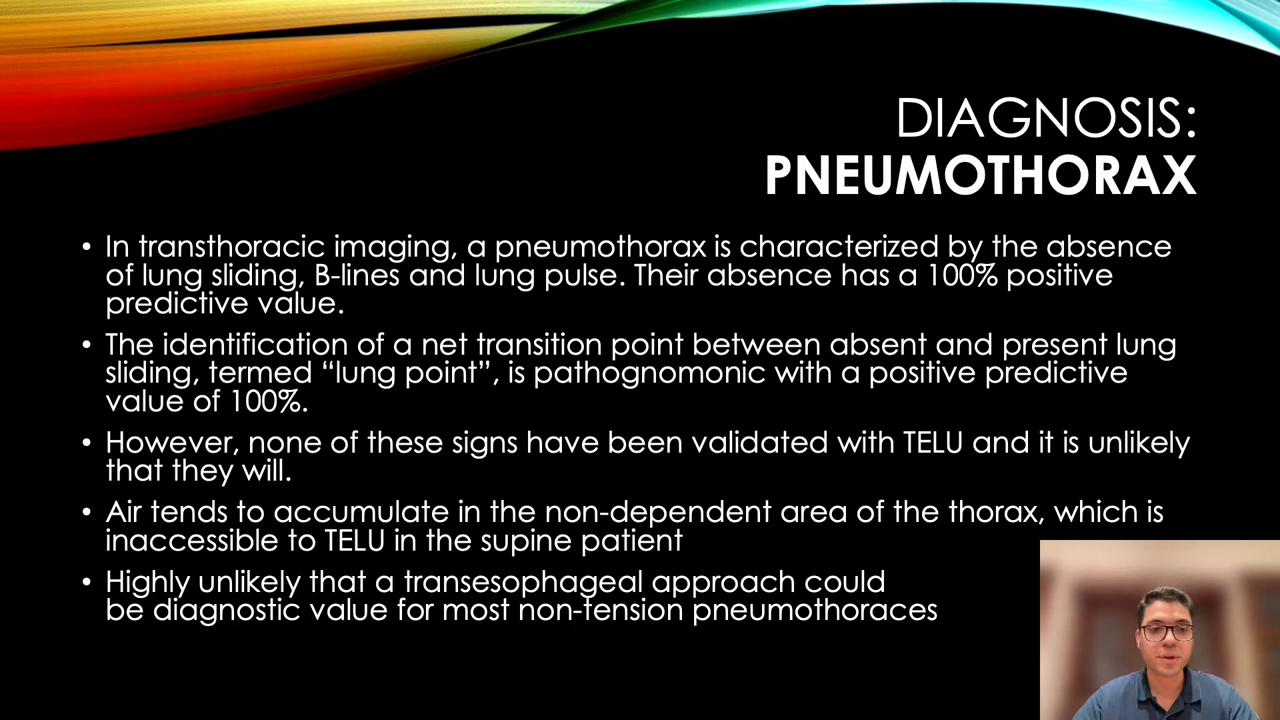 DIAGNOSIS:
PNEUMOTHORAX
• In transthoracic imaging, a pneumothorax is characterized by the absence
of lung sliding, B-lines and lung pulse. Their absence has a 100% positive
predictive value.
• The identification of a net transition point between absent and present lung
sliding, termed “lung point”, is pathognomonic with a positive predictive
value of 100%.
• However, none of these signs have been validated with TELU and it is unlikely
that they will.
• Air tends to accumulate in the non-dependent area of the thorax, which is
inaccessible to TELU in the supine patient
• Highly unlikely that a transesophageal approach could
be diagnostic value for most non-tension pneumothoraces